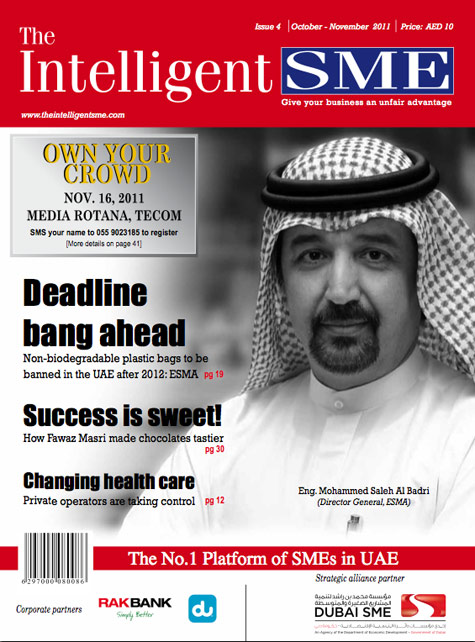 The
Intelligent SME
Issue 4 | October - November 2011 | Price: AED 10
Give your business an unfair advantage
www.theintelligentsme.com
OWN YOUR
CROWD
NOV. 16, 2011
MEDIA ROTANA, TECOM
SMS your name to 055 9023185 to register
[More details on page 41]
Deadline
bang ahead
Non-biodegradable plastic bags to be
banned in the UAE after 2012: ESMA pg 19
Success is sweet!
How Fawaz Masri made chocolates tastier
pg 30
Changing health care
Private operators are taking control pg 12
Eng. Mohammed Saleh Al Badri
(Director General, ESMA)
6297000080086
The No.1 Platform of SMEs in UAE
Strategic alliance partner
Corporate partners
RAKBANK
Simply Better
du
مؤسسة محمد بن راشد لتنمية
المشاريع الصغيرة والمتوسطة
DUBAI SME
An Agency of the Department of Economic Development - Government of Dubai